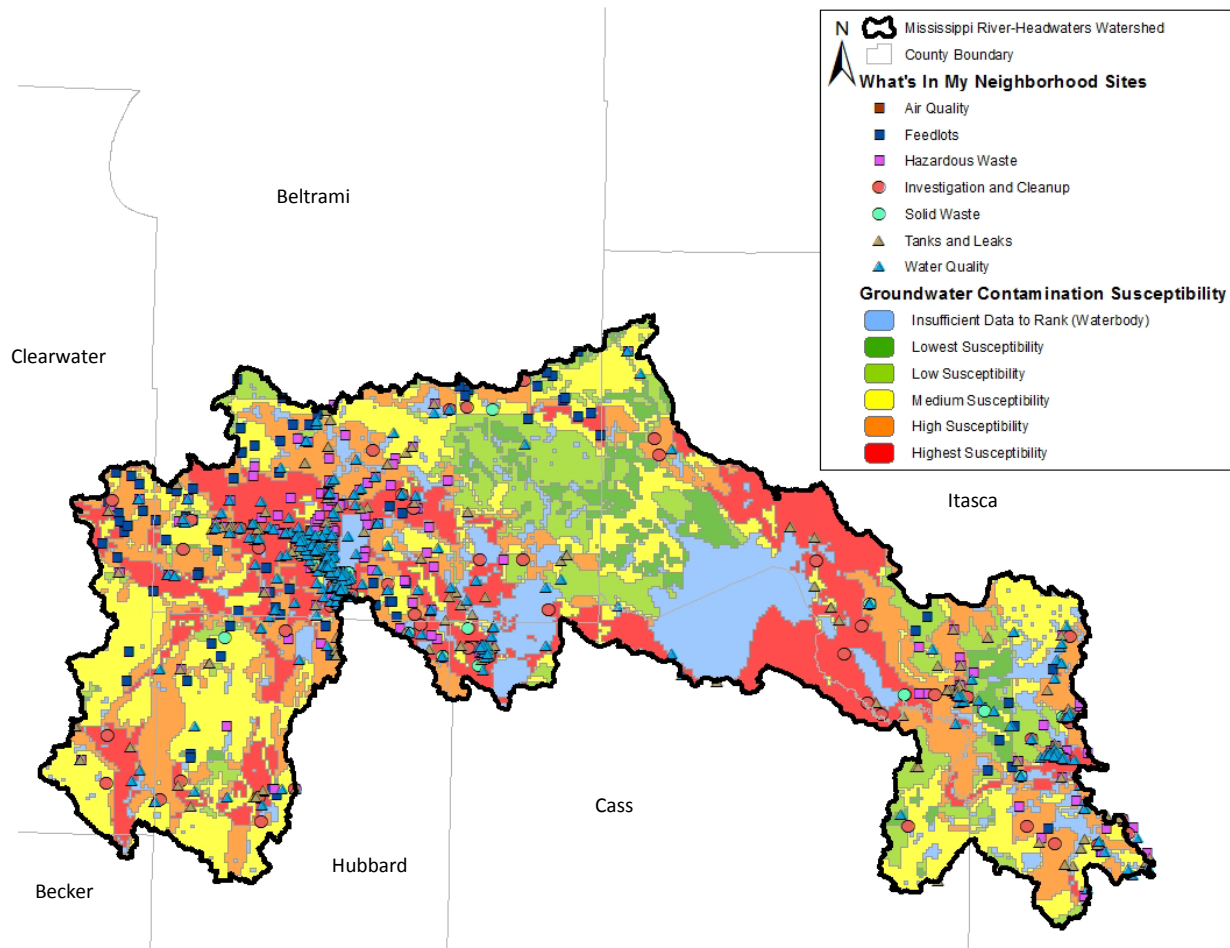 N
Mississippi River-Headwaters Watershed
County Boundary
What's In My Neighborhood Sites
Air Quality
Feedlots
Hazardous Waste
Investigation and Cleanup
Solid Waste
Tanks and Leaks
Water Quality
Groundwater Contamination Susceptibility
Insufficient Data to Rank (Waterbody)
Lowest Susceptibility
Low Susceptibility
Medium Susceptibility
High Susceptibility
Highest Susceptibility
Beltrami
Clearwater
Itasca
Cass
Hubbard
Becker